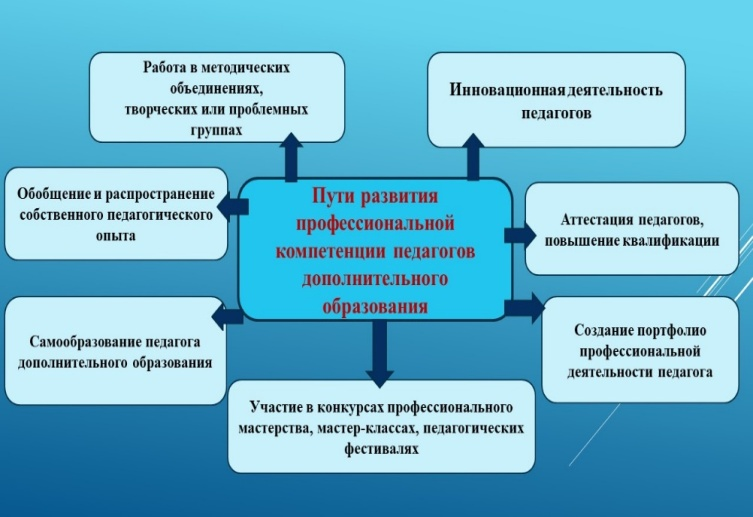 Работа в методических
объединениях,
творческих или проблемных
группах
Инновационная деятельность
педагогов
Обобщение и распространение
собственного педагогического
опыта
Пути развития
профессиональной
компетенции педагогов
дополнительного
образования
Аттестация педагогов,
повышение квалификации
Самообразование педагога
дополнительного образования
Создание портфолио
профессиональной
деятельности педагога
Участие в конкурсах профессионального
мастерства, мастер-классах, педагогических
фестивалях